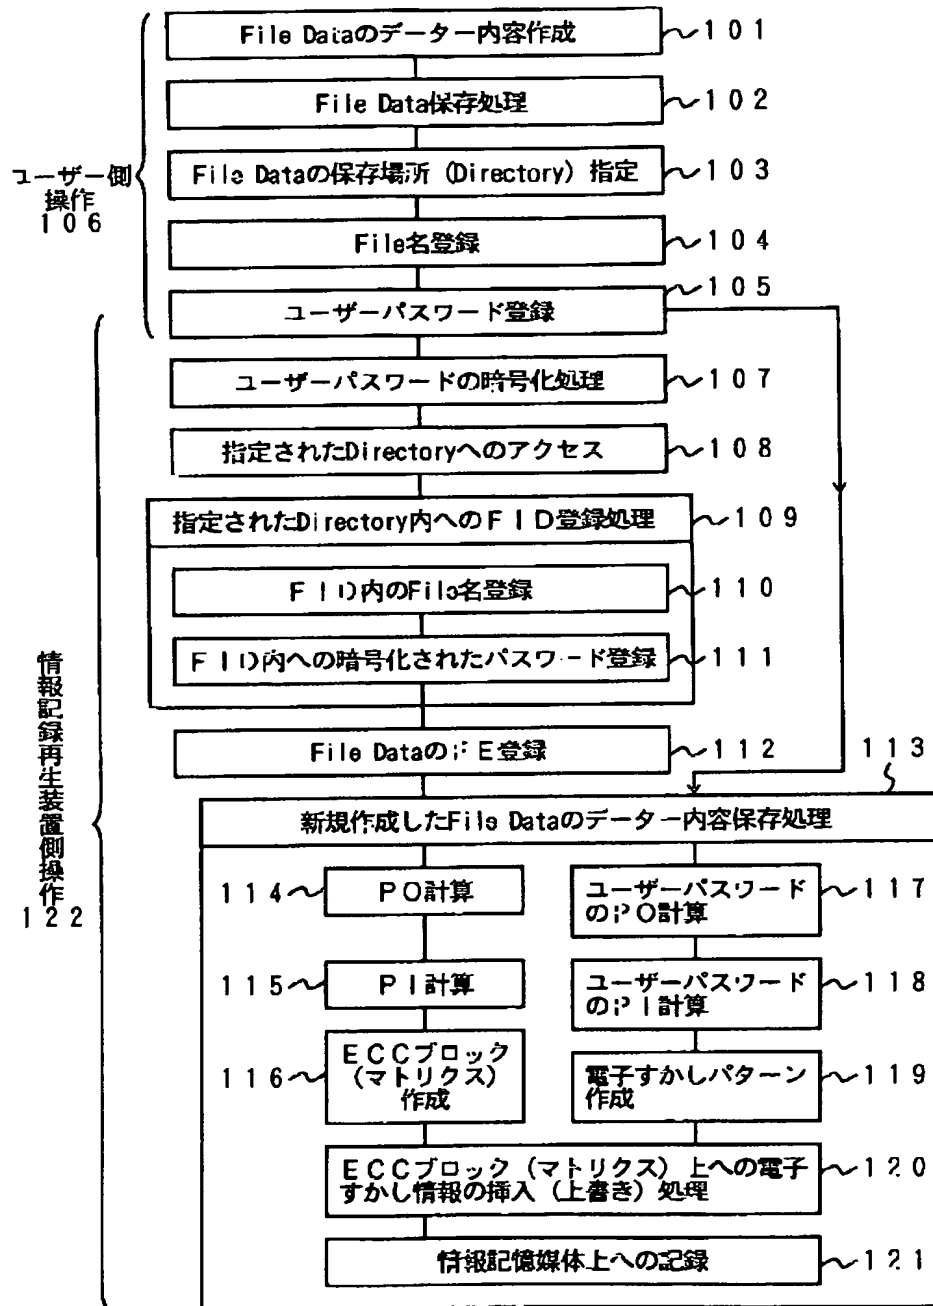 File Dataのデーター内容作成
101
File Data保存処理
102
File Dataの保存場所（Directory）指定
103
ユーザー側
操作
106
File名登録
104
ユーザーパスワード登録
105
ユーザーパスワードの暗号化処理
107
指定されたDirectoryへのアクセス
108
指定されたDirectory内へのＦＩＤ登録処理
109
ＦＩＤ内のFile名登録
110
ＦＩＤ内への暗号化されたパスワード登録
111
File DataのＦＥ登録
112
113
情報記録再生装置側操作
122
新規作成したFile Dataのデーター内容保存処理
114
ＰＯ計算
ユーザーパスワード
のＰＯ計算
117
115
ＰＩ計算
ユーザーパスワード
のＰＩ計算
118
116
ＥＣＣブロック
（マトリクス）
作成
電子すかしパターン
作成
119
ＥＣＣブロック（マトリクス）上への電子
すかし情報の挿入（上書き）処理
120
情報記憶媒体上への記録
121